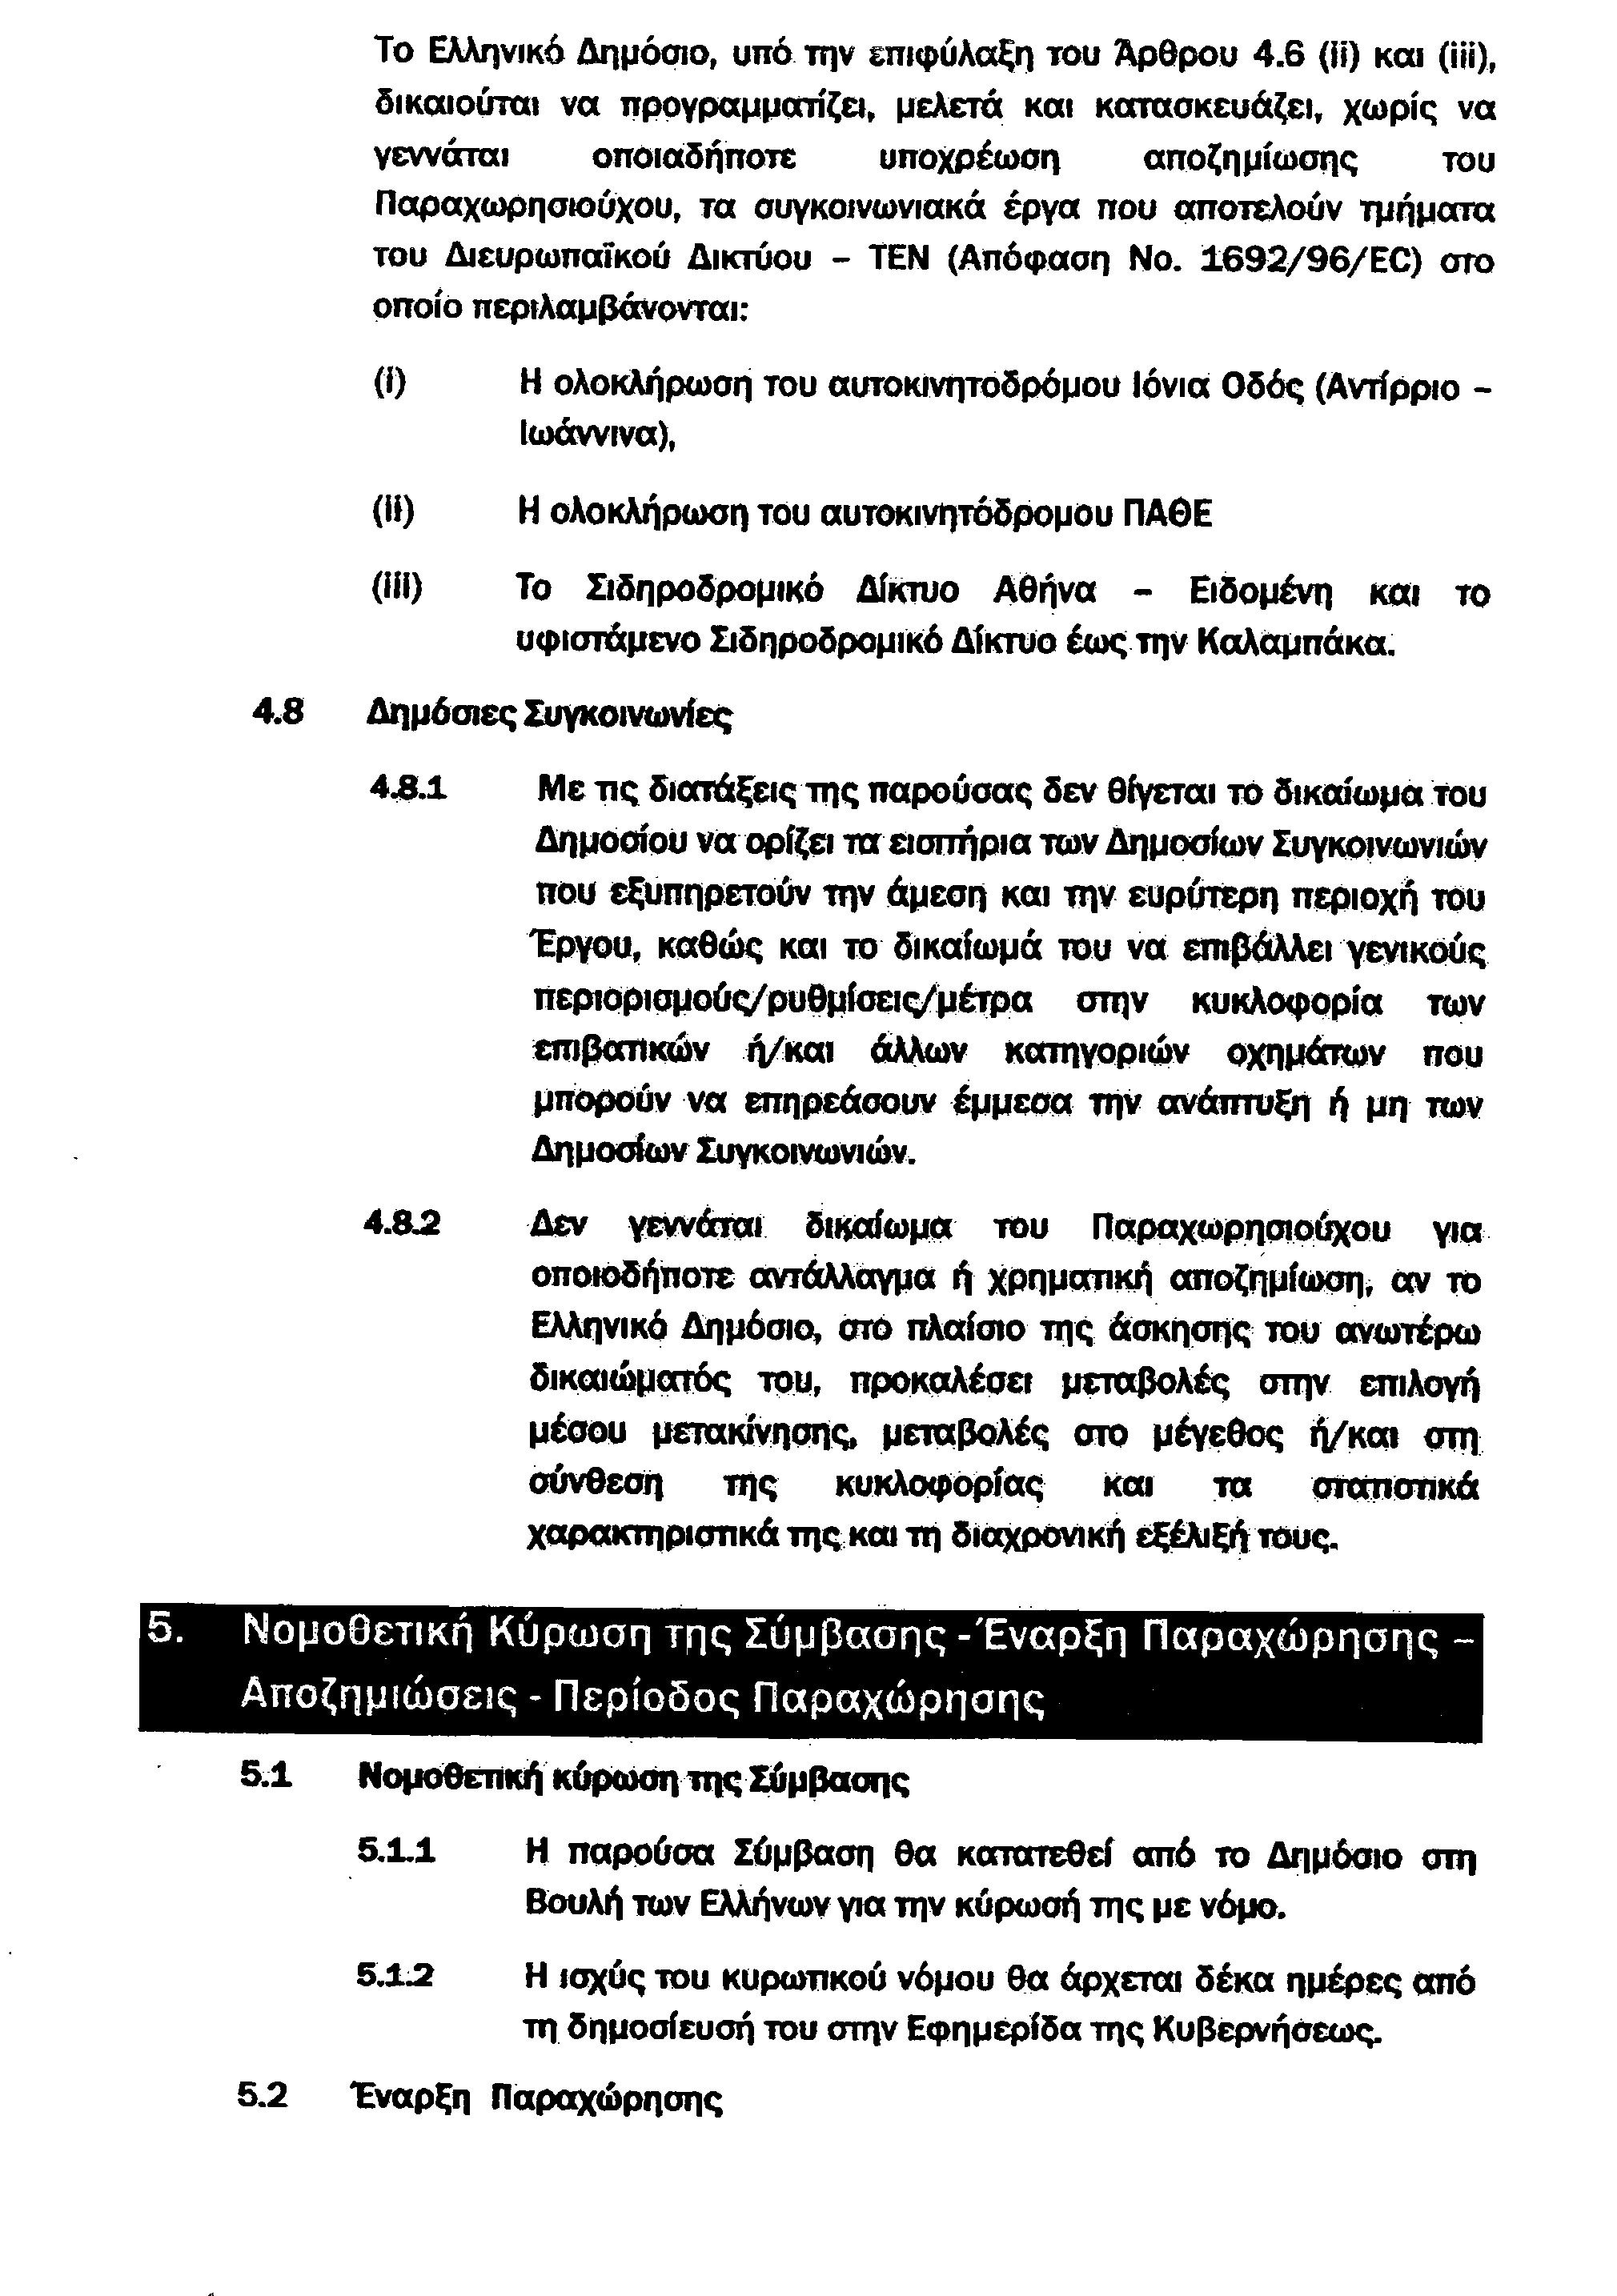 Το Ελληνικό Δημόσιο, υπό την επιφύλαξη του Άρθρου 4.6 (ii) και (iii),
δικαιούται να προγραμματίζει, μελετά και κατασκευάζει, χωρίς να
γεννάται οποιαδήποτε υποχρέωση αποζημίωσης του
Παραχωρησιούχου, τα συγκοινωνιακά έργα που αποτελούν τμήματα
του Διευρωπαϊκού Δικτύου – ΤΕΝ (Απόφαση Νο. 1692/96/EC) στο
οποίο περιλαμβάνονται:
(i) Η ολοκλήρωση του αυτοκινητοδρόμου Ιόνια Οδός (Αντίρριο –
Ιωάννινα),
(ii) Η ολοκλήρωση του αυτοκινητόδρομου ΠΑΘΕ
(iii) Το Σιδηροδρομικό Δίκτυο Αθήνα – Ειδομένη και το
υφιστάμενο Σιδηροδρομικό Δίκτυο έως την Καλαμπάκα.
4.8 Δημόσιες Συγκοινωνίες
4.8.1 Με τις διατάξεις της παρούσας δεν θίγεται το δικαίωμα του
Δημοσίου να ορίζει τα εισιτήρια των Δημοσίων Συγκοινωνιών
που εξυπηρετούν την άμεση και την ευρύτερη περιοχή του
Έργου, καθώς και το δικαίωμά του να επιβάλλει γενικούς
περιορισμούς/ρυθμίσεις/μέτρα στην κυκλοφορία των
επιβατικών ή/και άλλων κατηγοριών οχημάτων που
μπορούν να επηρεάσουν έμμεσα την ανάπτυξη ή μη των
Δημοσίων Συγκοινωνιών.
4.8.2 Δεν γεννάται δικαίωμα του Παραχωρησιούχου για
οποιοδήποτε αντάλλαγμα ή χρηματική αποζημίωση, αν το
Ελληνικό Δημόσιο, στο πλαίσιο της άσκησης του ανωτέρω
δικαιώματός του, προκαλέσει μεταβολές στην επιλογή
μέσου μετακίνησης, μεταβολές στο μέγεθος ή/και στη
σύνθεση της κυκλοφορίας και τα στατιστικά
χαρακτηριστικά της και τη διαχρονική εξέλιξή τους.
5. Νομοθετική Κύρωση της Σύμβασης - Έναρξη Παραχώρησης –
Αποζημιώσεις - Περίοδος Παραχώρησης
5.1 Νομοθετική κύρωση της Σύμβασης
5.1.1 Η παρούσα Σύμβαση θα κατατεθεί από το Δημόσιο στη
Βουλή των Ελλήνων για την κύρωσή της με νόμο.
5.1.2 Η ισχύς του κυρωτικού νόμου θα άρχεται δέκα ημέρες από
τη δημοσίευσή του στην Εφημερίδα της Κυβερνήσεως.
5.2 Έναρξη Παραχώρησης